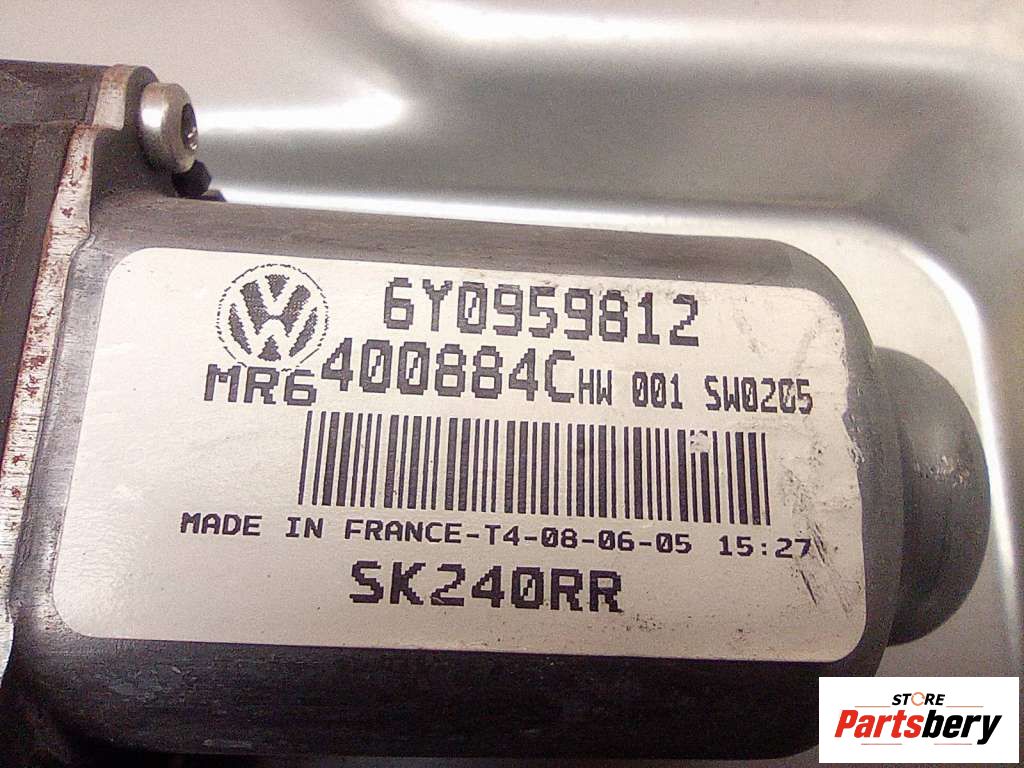 6Y0959812
MR6 400884C HW 001 SW0205
MADE IN FRANCE-T4-08-06-05 15:27
SK240RR
STORE
Partsbery